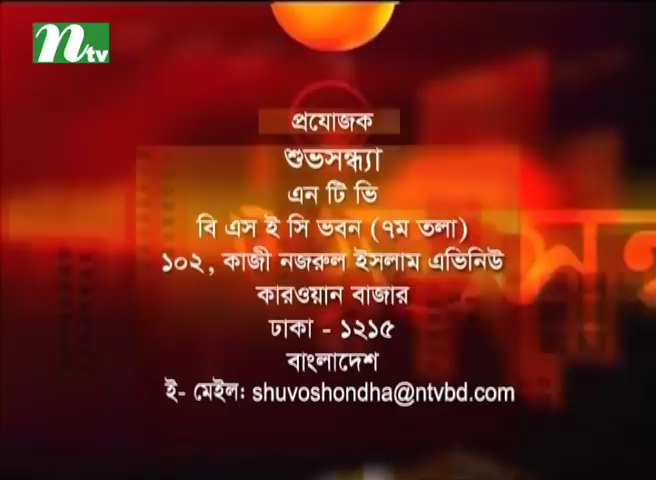 ntv
প্রযোজক
শুভসন্ধ্যা
এন টি ভি
বি এস ই সি ভবন (৭ম তলা)
১০২, কাজী নজরুল ইসলাম এভিনিউ
কারওয়ান বাজার
ঢাকা - ১২১৫
বাংলাদেশ
ই- মেইলঃ shuvoshondha@ntvbd.com